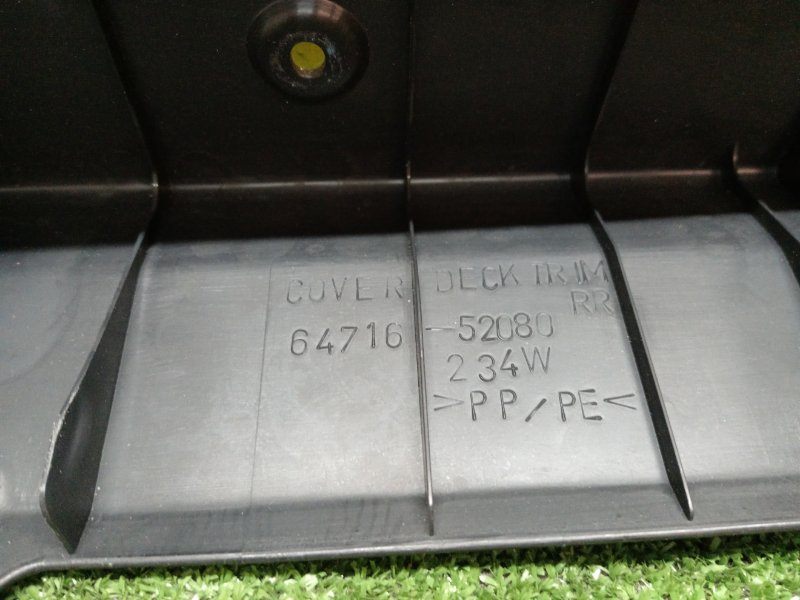 COVER DECK TRIM
RR
64716-52080
234W
>PP/PE<